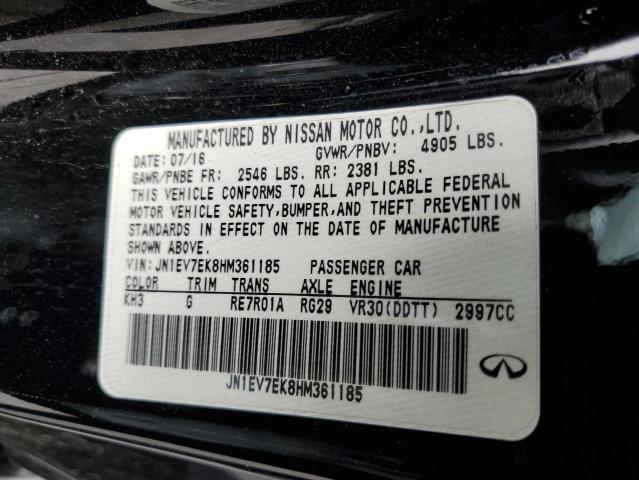 MANUFACTURED BY NISSAN MOTOR CO.,LTD.
DATE: 07/16 GVWR/PNBV: 4905 LBS.
GAWR/PNBE FR: 2546 LBS. RR: 2381 LBS.
THIS VEHICLE CONFORMS TO ALL APPLICABLE FEDERAL
MOTOR VEHICLE SAFETY,BUMPER,AND THEFT PREVENTION
STANDARDS IN EFFECT ON THE DATE OF MANUFACTURE
SHOWN ABOVE.
VIN: JN1EV7EK8HM361185 PASSENGER CAR
COLOR TRIM TRANS AXLE ENGINE
KH3 G RE7R01A RG29 VR30(DDTT) 2997CC
JN1EV7EK8HM361185